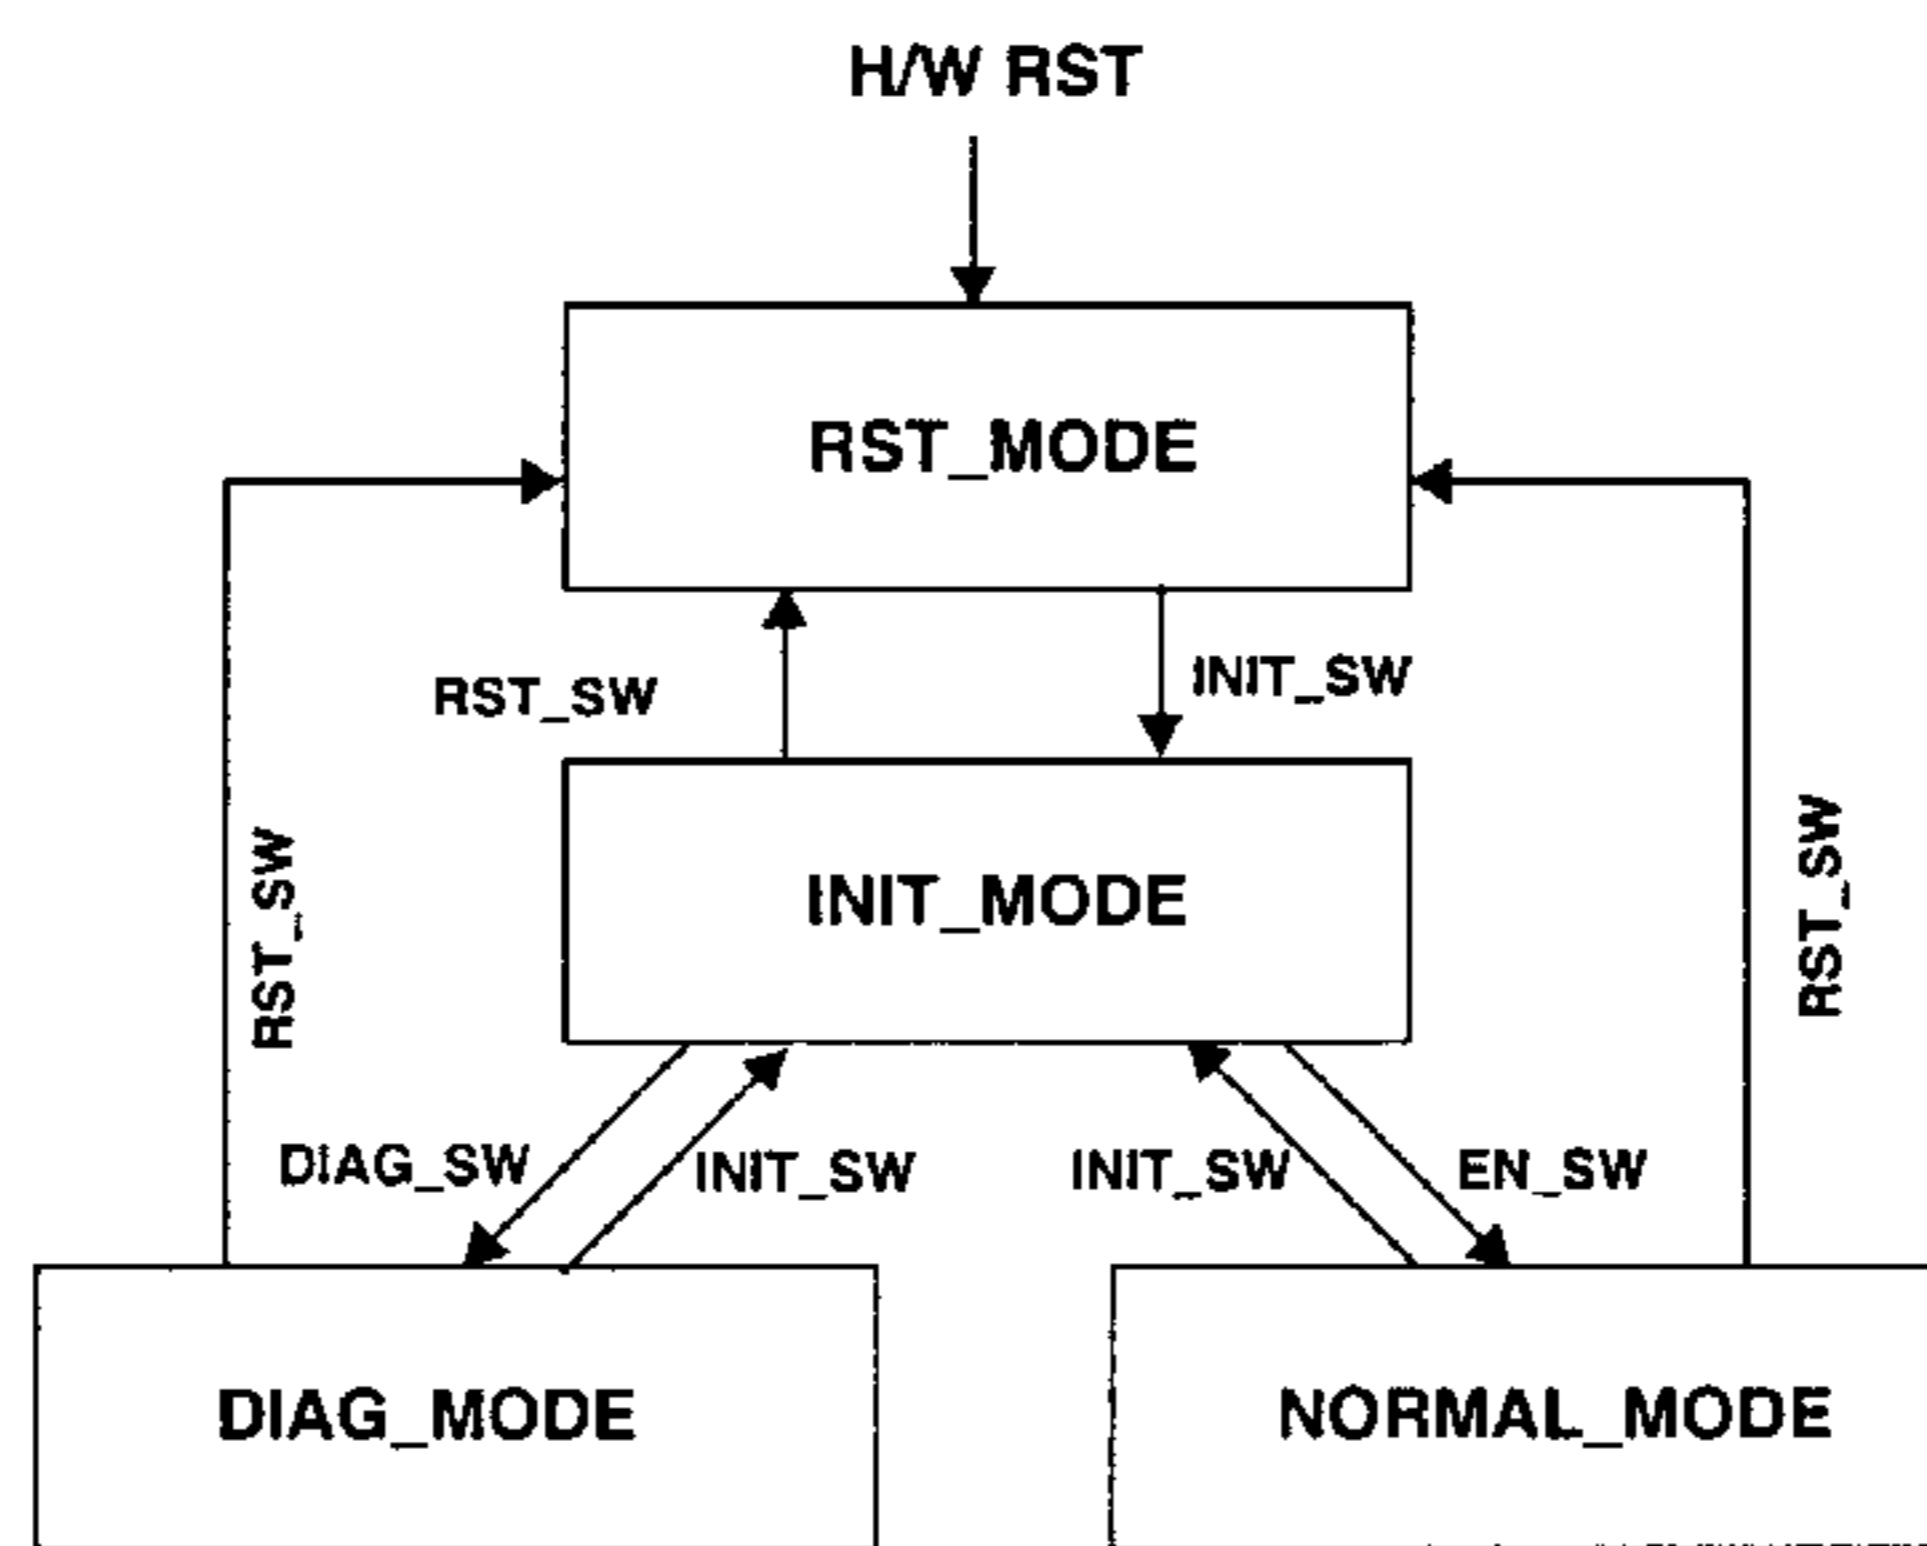 H/W RST
RST_MODE
RST_SW
INIT_SW
INIT_MODE
RST_SW
RST_SW
DIAG_SW
INIT_SW
INIT_SW
EN_SW
DIAG_MODE
NORMAL_MODE